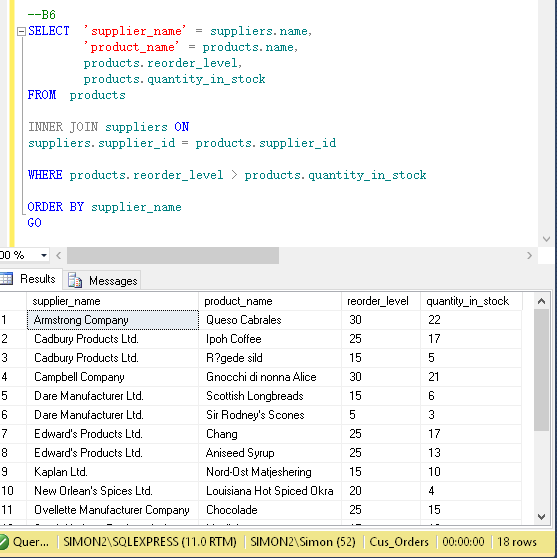 --B6
SELECT 'supplier_name' = suppliers.name,
'product_name' = products.name,
products.reorder_level,
products.quantity_in_stock
FROM products
INNER JOIN suppliers ON
suppliers.supplier_id = products.supplier_id
WHERE products.reorder_level > products.quantity_in_stock
ORDER BY supplier_name
GO
00 %
Results Messages
supplier_name product_name reorder_level quantity_in_stock
1 Armstrong Company Queso Cabrales 30 22
2 Cadbury Products Ltd. Ipoh Coffee 25 17
3 Cadbury Products Ltd. R?gede sild 15 5
4 Campbell Company Gnocchi di nonna Alice 30 21
5 Dare Manufacturer Ltd. Scottish Longbreads 15 6
6 Dare Manufacturer Ltd. Sir Rodney's Scones 5 3
7 Edward's Products Ltd. Chang 25 17
8 Edward's Products Ltd. Aniseed Syrup 25 13
9 Kaplan Ltd. Nord-Ost Matjeshering 15 10
10 New Orlean's Spices Ltd. Louisiana Hot Spiced Okra 20 4
11 Ovellette Manufacturer Company Chocolade 25 15
Quer... SIMON2\SQLEXPRESS (11.0 RTM) SIMON2\Simon (52) Cus_Orders 00:00:00 18 rows